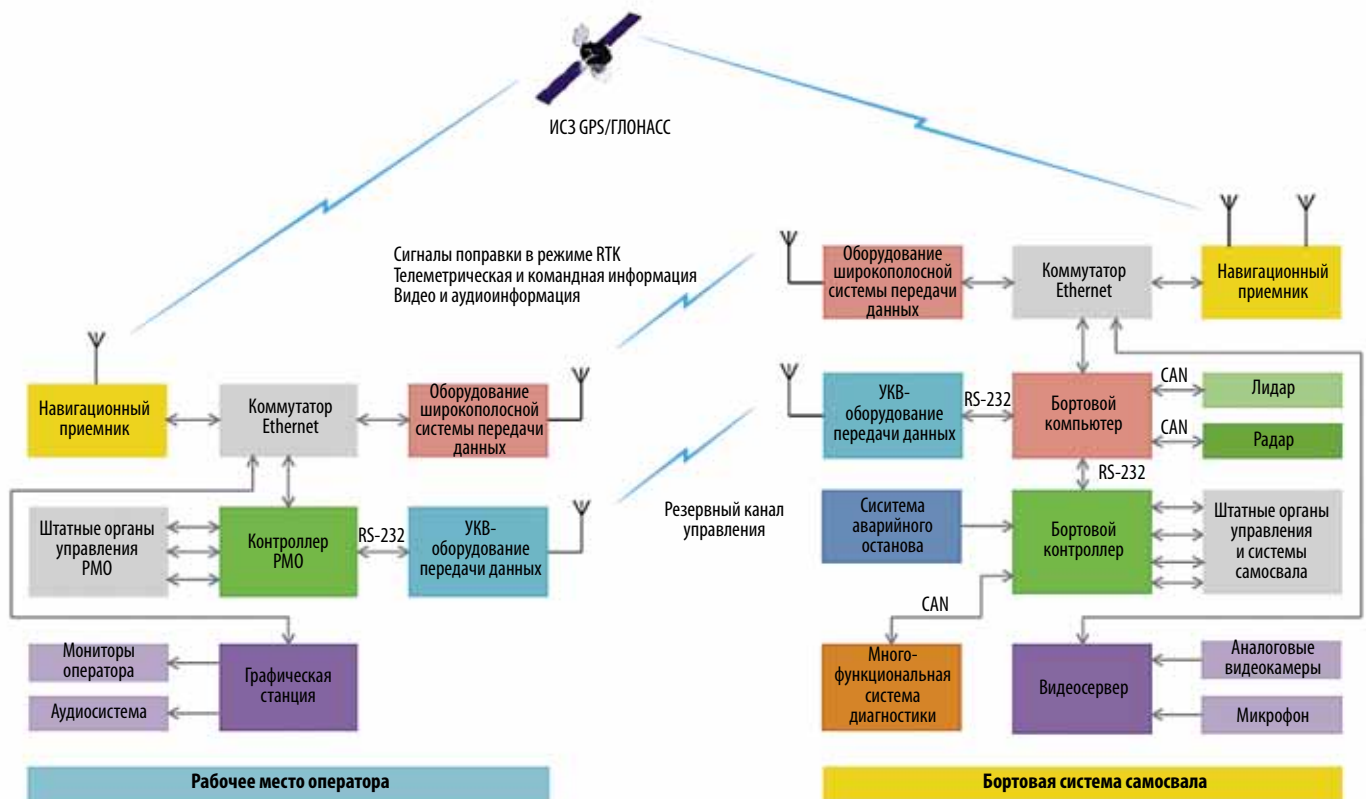 ИСЗ GPS/ГЛОНАСС
Сигналы поправки в режиме RTK
Телеметрическая и командная информация
Видео и аудиоинформация
Навигационный
приемник
Коммутатор
Ethernet
Оборудование
широкополосной
системы передачи
данных
Штатные органы
управления
РМО
Контроллер
РМО
RS-232
УКВ-
оборудование
передачи данных
Мониторы
оператора
Аудиосистема
Графическая
станция
Рабочее место оператора
Резервный канал
управления
Оборудование
широкополосной
системы передачи
данных
Коммутатор
Ethernet
Навигационный
приемник
УКВ-
оборудование
передачи данных
RS-232
Бортовой
компьютер
CAN
Лидар
CAN
Радар
RS-232
Сиситема
аварийного
останова
Бортовой
контроллер
Штатные органы
управления
и системы
самосвала
CAN
Много-
функциональная
система
диагностики
Видеосервер
Аналоговые
видеокамеры
Микрофон
Бортовая система самосвала